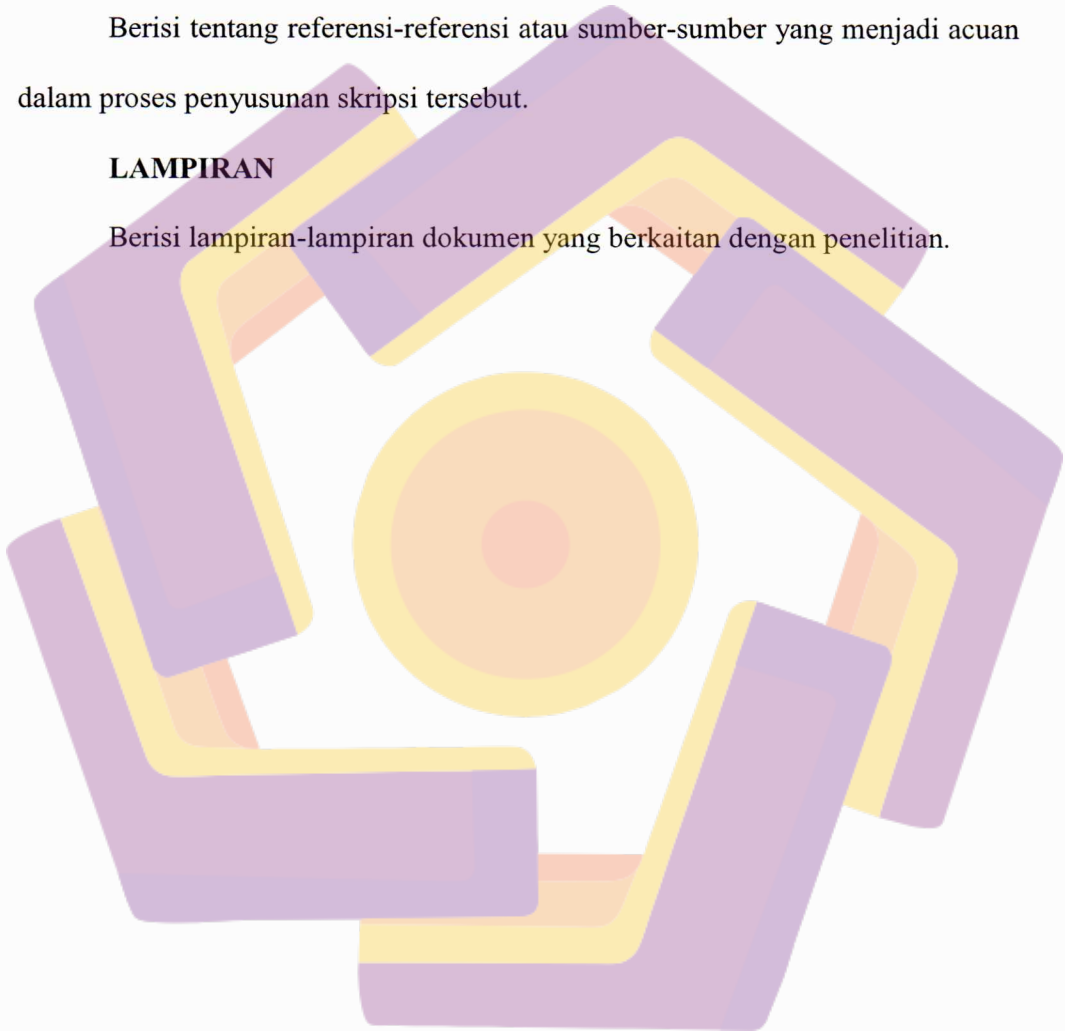 Berisi tentang referensi-referensi atau sumber-sumber yang menjadi acuan
dalam proses penyusunan skripsi tersebut.
LAMPIRAN
Berisi lampiran-lampiran dokumen yang berkaitan dengan penelitian.